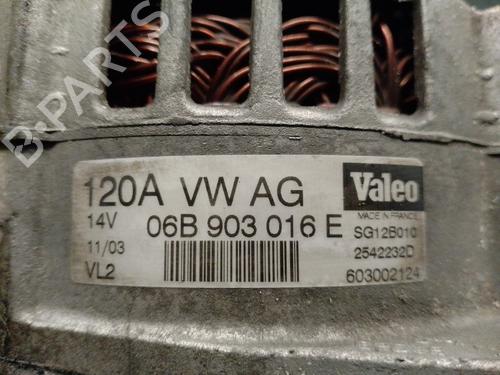 120A VW AG
Valeo
14V
06B 903 016 E
MADE IN FRANCE
SG12B010
11/03
2542232D
VL2
603002124
B-PARTS